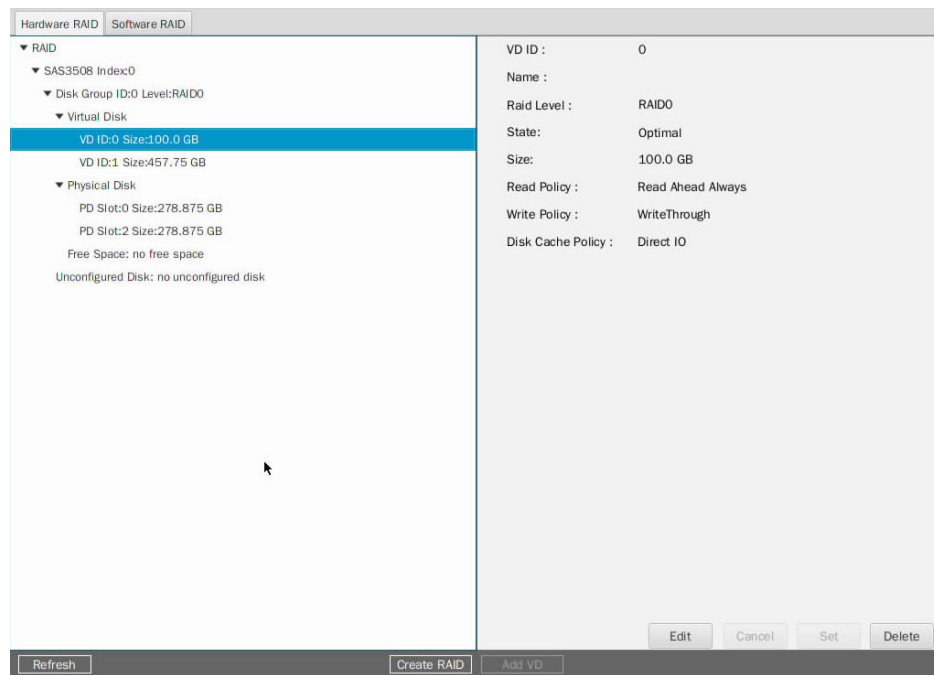 Hardware RAID Software RAID
RAID
SAS3508 Index:0
Disk Group ID:0 Level:RAID0
Virtual Disk
VD ID:0 Size:100.0 GB
VD ID:1 Size:457.75 GB
Physical Disk
PD Slot:0 Size:278.875 GB
PD Slot:2 Size:278.875 GB
Free Space: no free space
Unconfigured Disk: no unconfigured disk
VD ID : 0
Name :
Raid Level : RAID0
State: Optimal
Size: 100.0 GB
Read Policy : Read Ahead Always
Write Policy : WriteThrough
Disk Cache Policy : Direct IO
Edit Cancel Set Delete
Refresh Create RAID Add VD